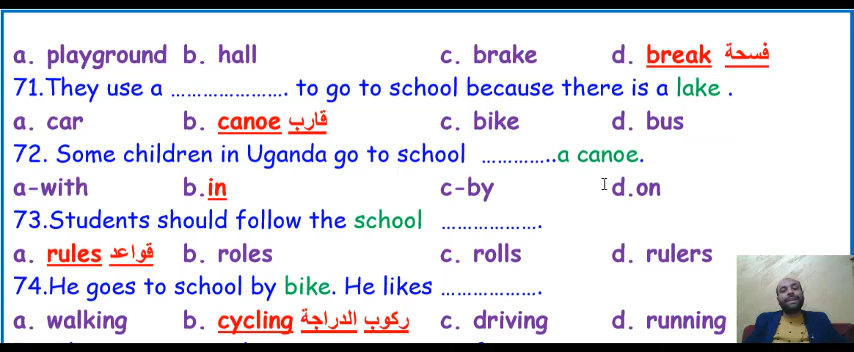 a. playground b. hall c. brake d. break فسحة
71.They use a ………………… to go to school because there is a lake .
a. car b. canoe قارب c. bike d. bus
72. Some children in Uganda go to school …………..a canoe.
a-with b.in c-by d.on
73.Students should follow the school ……………….
a. rules قواعد b. roles c. rolls d. rulers
74.He goes to school by bike. He likes ……………….
a. walking b. cycling ركوب الدراجة c. driving d. running